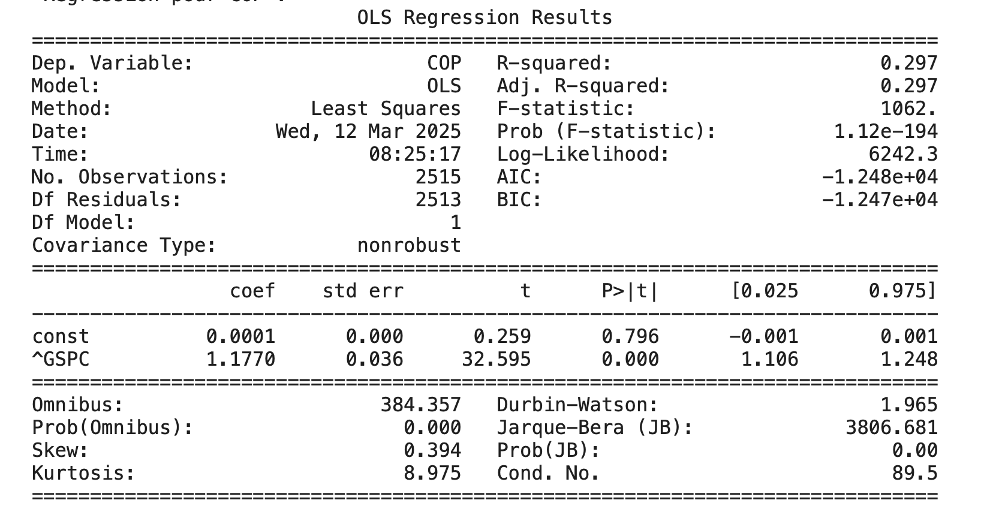 OLS Regression Results
==============================================================================
Dep. Variable:                    COP   R-squared:                       0.297
Model:                            OLS   Adj. R-squared:                  0.297
Method:                 Least Squares   F-statistic:                     1062.
Date:                Wed, 12 Mar 2025   Prob (F-statistic):          1.12e-194
Time:                        08:25:17   Log-Likelihood:                 6242.3
No. Observations:                2515   AIC:                        -1.248e+04
Df Residuals:                    2513   BIC:                        -1.247e+04
Df Model:                           1
Covariance Type:            nonrobust
==============================================================================
                 coef    std err          t      P>|t|      [0.025      0.975]
------------------------------------------------------------------------------
const          0.0001      0.000      0.259      0.796      -0.001       0.001
^GSPC          1.1770      0.036     32.595      0.000       1.106       1.248
==============================================================================
Omnibus:                      384.357   Durbin-Watson:                   1.965
Prob(Omnibus):                  0.000   Jarque-Bera (JB):             3806.681
Skew:                           0.394   Prob(JB):                         0.00
Kurtosis:                       8.975   Cond. No.                         89.5
==============================================================================